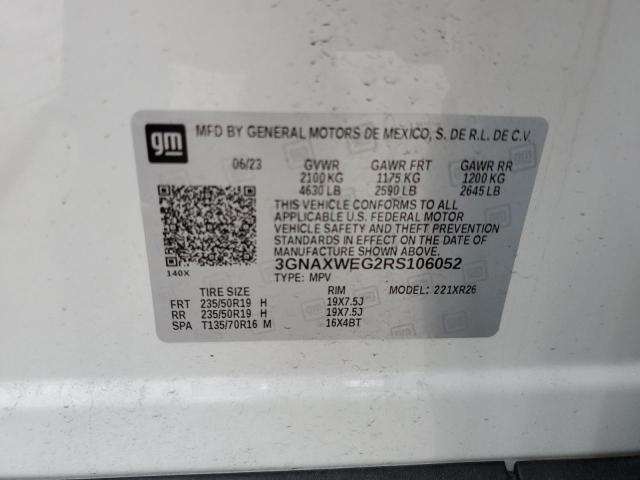 gm MFD BY GENERAL MOTORS DE MEXICO, S. DE R.L. DE C.V.
06/23 GVWR GAWR FRT GAWR RR
2100 KG 1175 KG 1200 KG
4630 LB 2590 LB 2645 LB
THIS VEHICLE CONFORMS TO ALL
APPLICABLE U.S. FEDERAL MOTOR
VEHICLE SAFETY AND THEFT PREVENTION
STANDARDS IN EFFECT ON THE DATE OF
MANUFACTURE SHOWN ABOVE.
3GNAXWEG2RS106052
140X
TYPE: MPV MODEL: 221XR26
TIRE SIZE RIM
FRT 235/50R19 H 19X7.5J
RR 235/50R19 H 19X7.5J
SPA T135/70R16 M 16X4BT